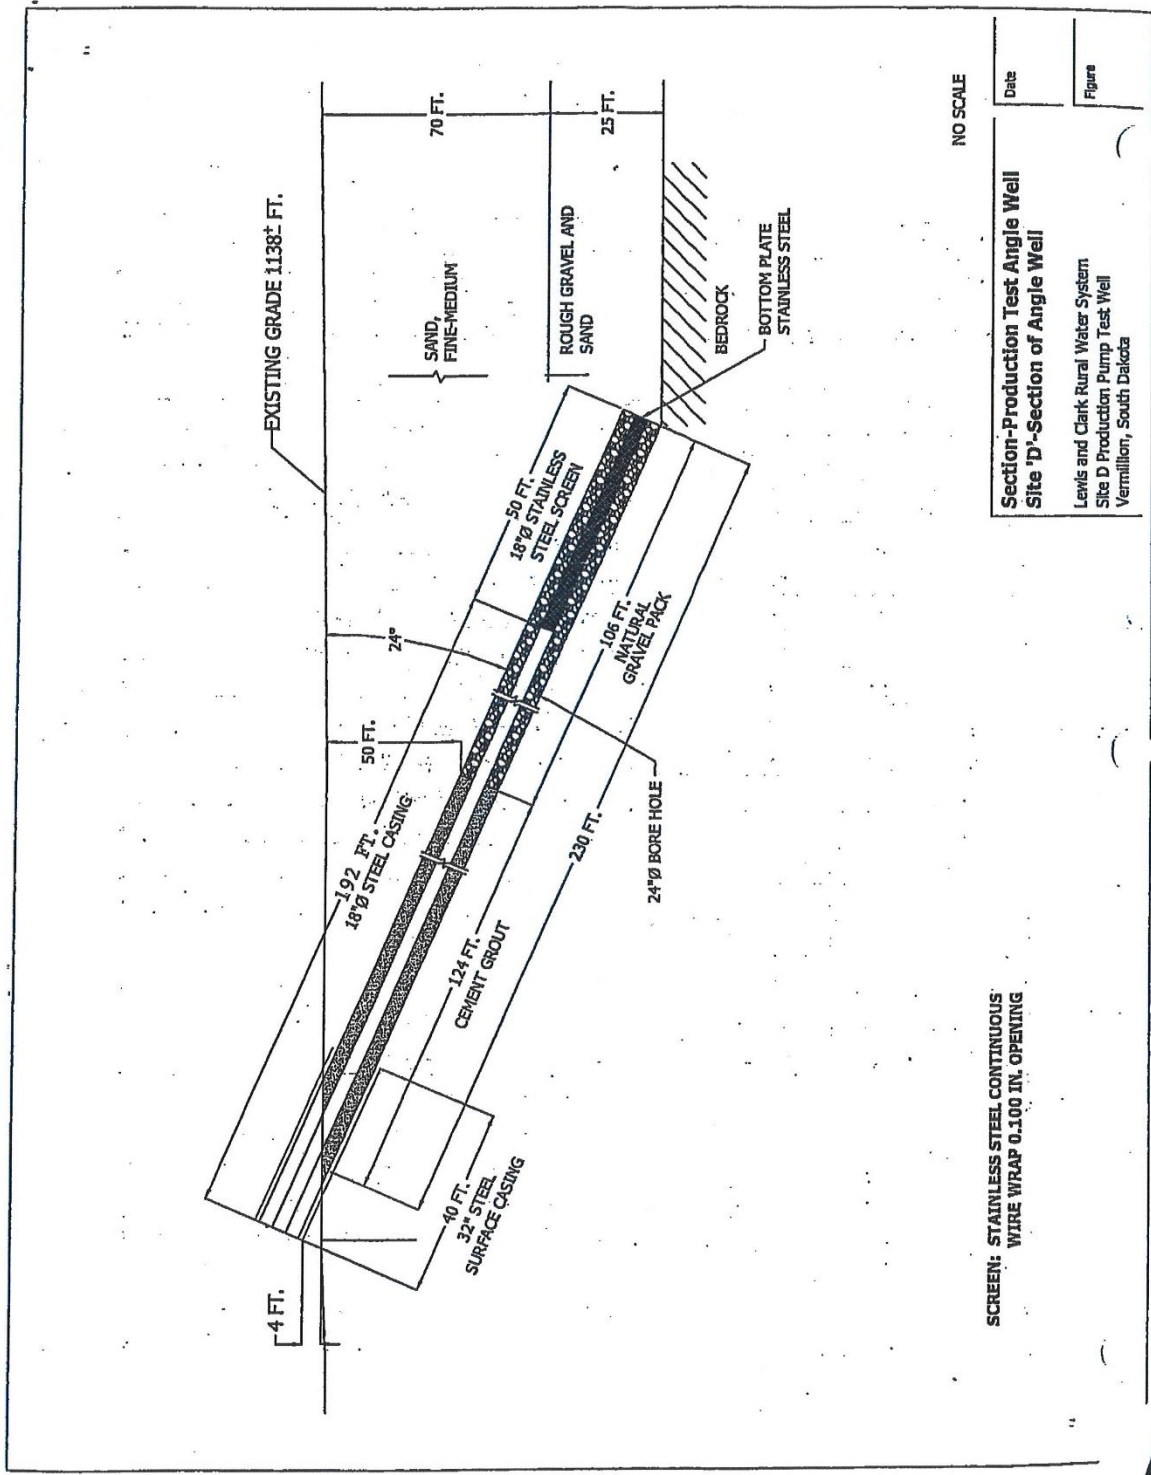 EXISTING GRADE 1138± FT.
4 FT.
192 FT.
18"Ø STEEL CASING
50 FT.
24°
50 FT.
18"Ø STAINLESS
STEEL SCREEN
SAND,
FINE-MEDIUM
70 FT.
ROUGH GRAVEL AND
SAND
25 FT.
BEDROCK
BOTTOM PLATE
STAINLESS STEEL
40 FT.
32" STEEL
SURFACE CASING
124 FT.
CEMENT GROUT
106 FT.
NATURAL
GRAVEL PACK
230 FT.
24"Ø BORE HOLE
SCREEN: STAINLESS STEEL CONTINUOUS
WIRE WRAP 0.100 IN. OPENING
NO SCALE
Section-Production Test Angle Well
Site 'D'-Section of Angle Well
Date
Lewis and Clark Rural Water System
Site D Production Pump Test Well
Vermillion, South Dakota
Figure